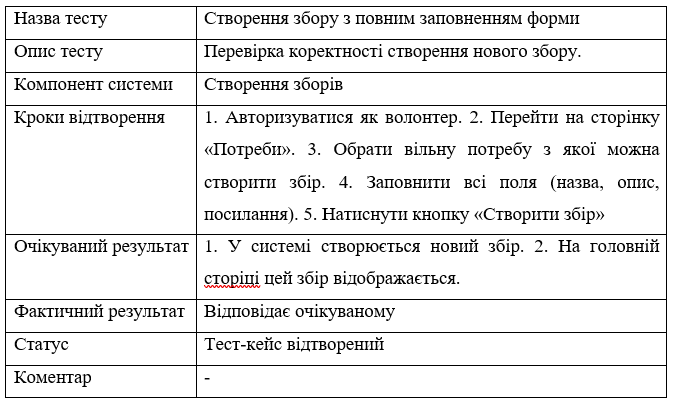 Назва тесту Створення збору з повним заповненням форми
Опис тесту Перевірка коректності створення нового збору.
Компонент системи Створення зборів
Кроки відтворення 1. Авторизуватися як волонтер. 2. Перейти на сторінку
«Потреби». 3. Обрати вільну потребу з якої можна
створити збір. 4. Заповнити всі поля (назва, опис,
посилання). 5. Натиснути кнопку «Створити збір»
Очікуваний результат 1. У системі створюється новий збір. 2. На головній
сторіці цей збір відображається.
Фактичний результат Відповідає очікуваному
Статус Тест-кейс відтворений
Коментар -